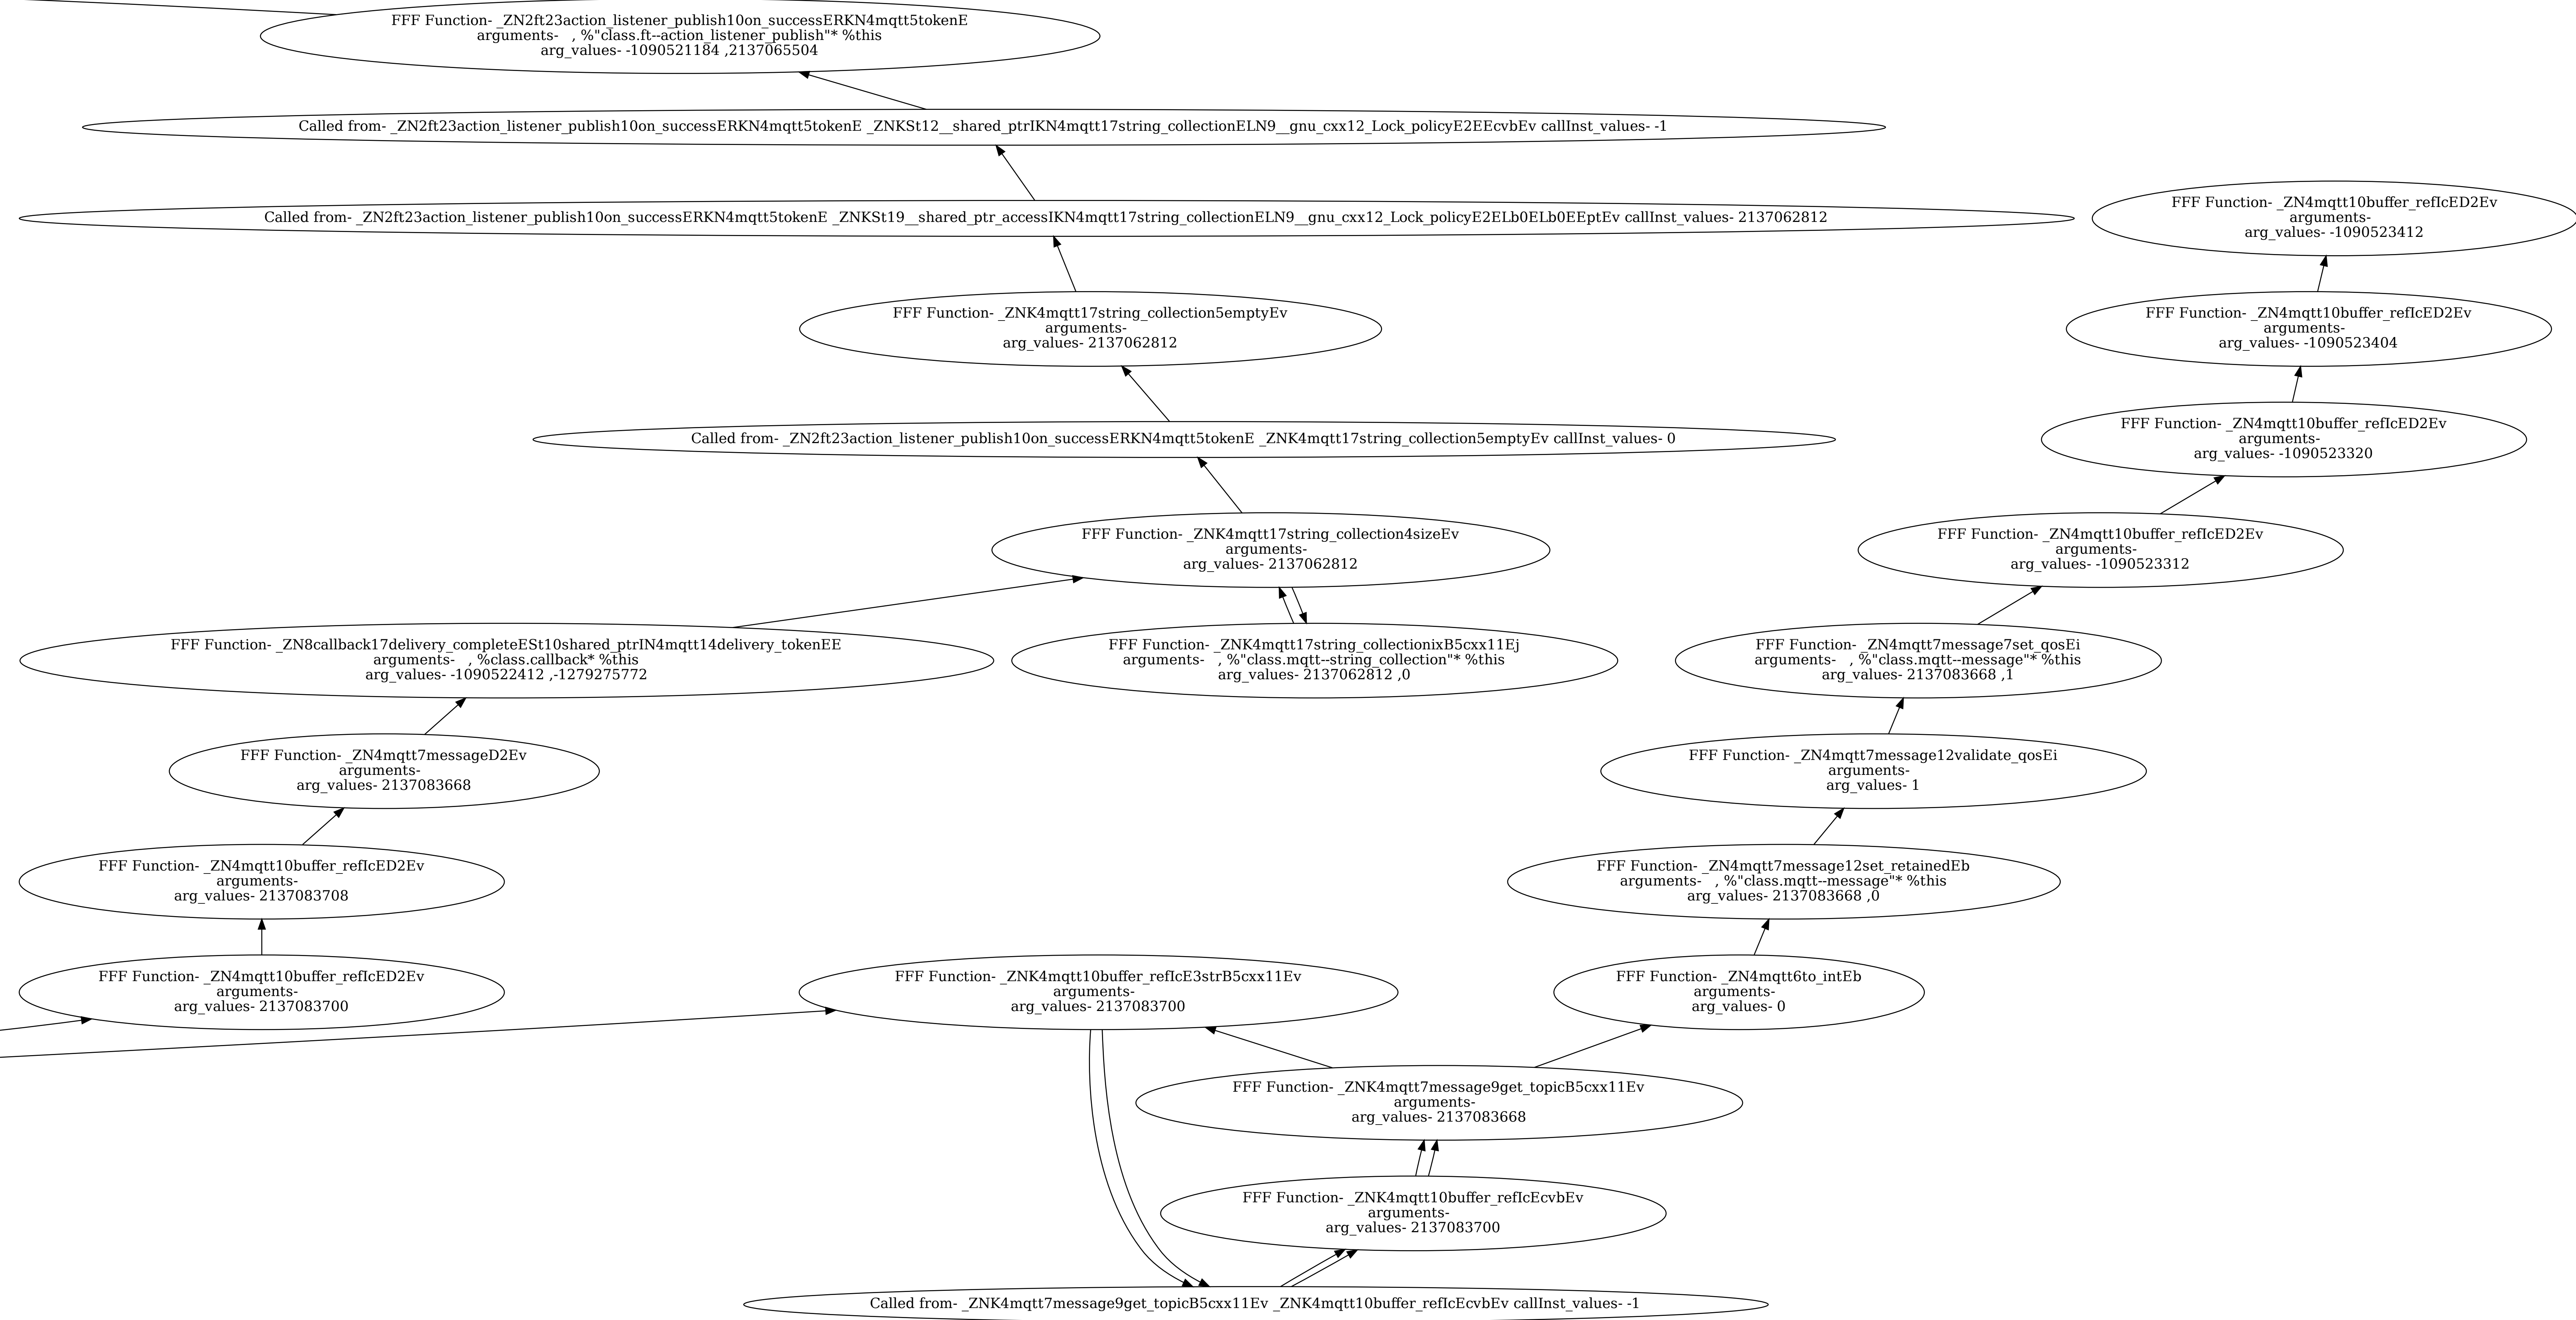 FFF Function- _ZN2ft23action_listener_publish10on_successERKN4mqtt5tokenE
arguments-   , %"class.ft--action_listener_publish"* %this
arg_values- -1090521184 ,2137065504
Called from- _ZN2ft23action_listener_publish10on_successERKN4mqtt5tokenE _ZNKSt12__shared_ptrIKN4mqtt17string_collectionELN9__gnu_cxx12_Lock_policyE2EEcvbEv callInst_values- -1
Called from- _ZN2ft23action_listener_publish10on_successERKN4mqtt5tokenE _ZNKSt19__shared_ptr_accessIKN4mqtt17string_collectionELN9__gnu_cxx12_Lock_policyE2ELb0ELb0EEptEv callInst_values- 2137062812
FFF Function- _ZN4mqtt10buffer_refIcED2Ev
arguments-
arg_values- -1090523412
FFF Function- _ZNK4mqtt17string_collection5emptyEv
arguments-
arg_values- 2137062812
FFF Function- _ZN4mqtt10buffer_refIcED2Ev
arguments-
arg_values- -1090523404
Called from- _ZN2ft23action_listener_publish10on_successERKN4mqtt5tokenE _ZNK4mqtt17string_collection5emptyEv callInst_values- 0
FFF Function- _ZN4mqtt10buffer_refIcED2Ev
arguments-
arg_values- -1090523320
FFF Function- _ZNK4mqtt17string_collection4sizeEv
arguments-
arg_values- 2137062812
FFF Function- _ZN4mqtt10buffer_refIcED2Ev
arguments-
arg_values- -1090523312
FFF Function- _ZN8callback17delivery_completeESt10shared_ptrIN4mqtt14delivery_tokenEE
arguments-   , %class.callback* %this
arg_values- -1090522412 ,-1279275772
FFF Function- _ZNK4mqtt17string_collectionixB5cxx11Ej
arguments-   , %"class.mqtt--string_collection"* %this
arg_values- 2137062812 ,0
FFF Function- _ZN4mqtt7message7set_qosEi
arguments-   , %"class.mqtt--message"* %this
arg_values- 2137083668 ,1
FFF Function- _ZN4mqtt7messageD2Ev
arguments-
arg_values- 2137083668
FFF Function- _ZN4mqtt7message12validate_qosEi
arguments-
arg_values- 1
FFF Function- _ZN4mqtt10buffer_refIcED2Ev
arguments-
arg_values- 2137083708
FFF Function- _ZN4mqtt7message12set_retainedEb
arguments-   , %"class.mqtt--message"* %this
arg_values- 2137083668 ,0
FFF Function- _ZN4mqtt10buffer_refIcED2Ev
arguments-
arg_values- 2137083700
FFF Function- _ZNK4mqtt10buffer_refIcE3strB5cxx11Ev
arguments-
arg_values- 2137083700
FFF Function- _ZN4mqtt6to_intEb
arguments-
arg_values- 0
FFF Function- _ZNK4mqtt7message9get_topicB5cxx11Ev
arguments-
arg_values- 2137083668
FFF Function- _ZNK4mqtt10buffer_refIcEcvbEv
arguments-
arg_values- 2137083700
Called from- _ZNK4mqtt7message9get_topicB5cxx11Ev _ZNK4mqtt10buffer_refIcEcvbEv callInst_values- -1